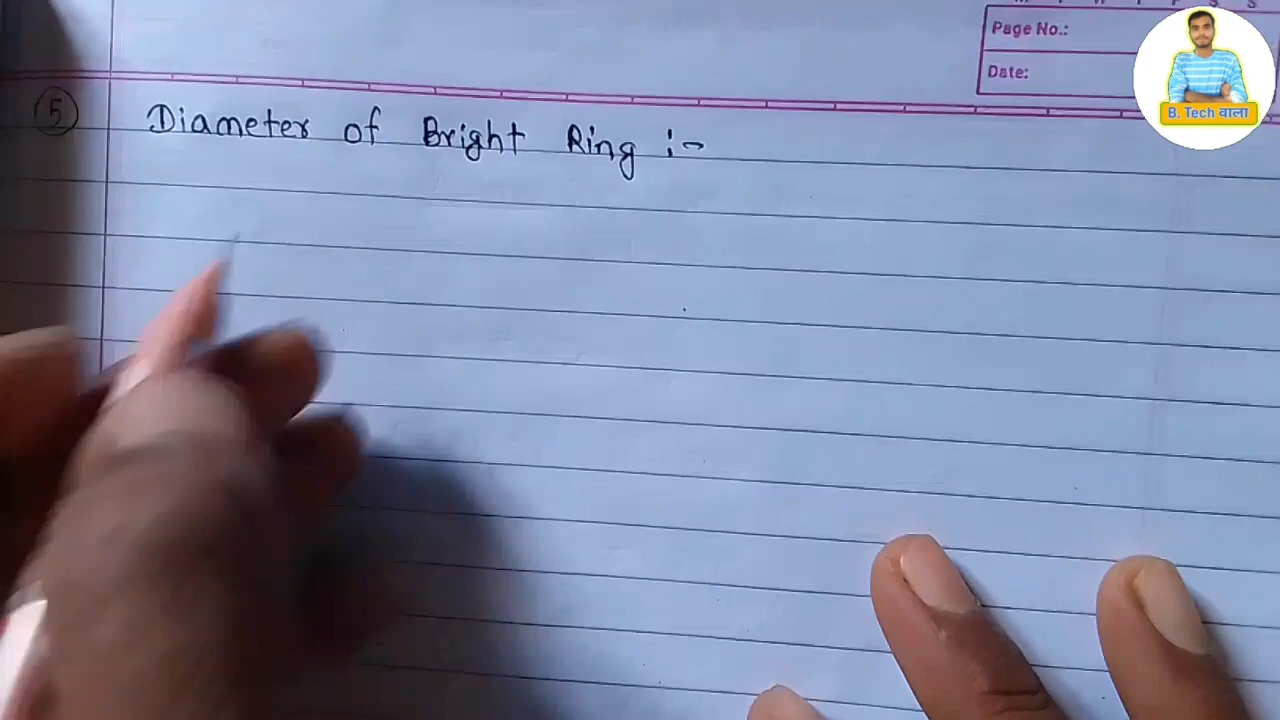 Page No.:
Date:
B. Tech वाला
5 Diameter of Bright Ring :-